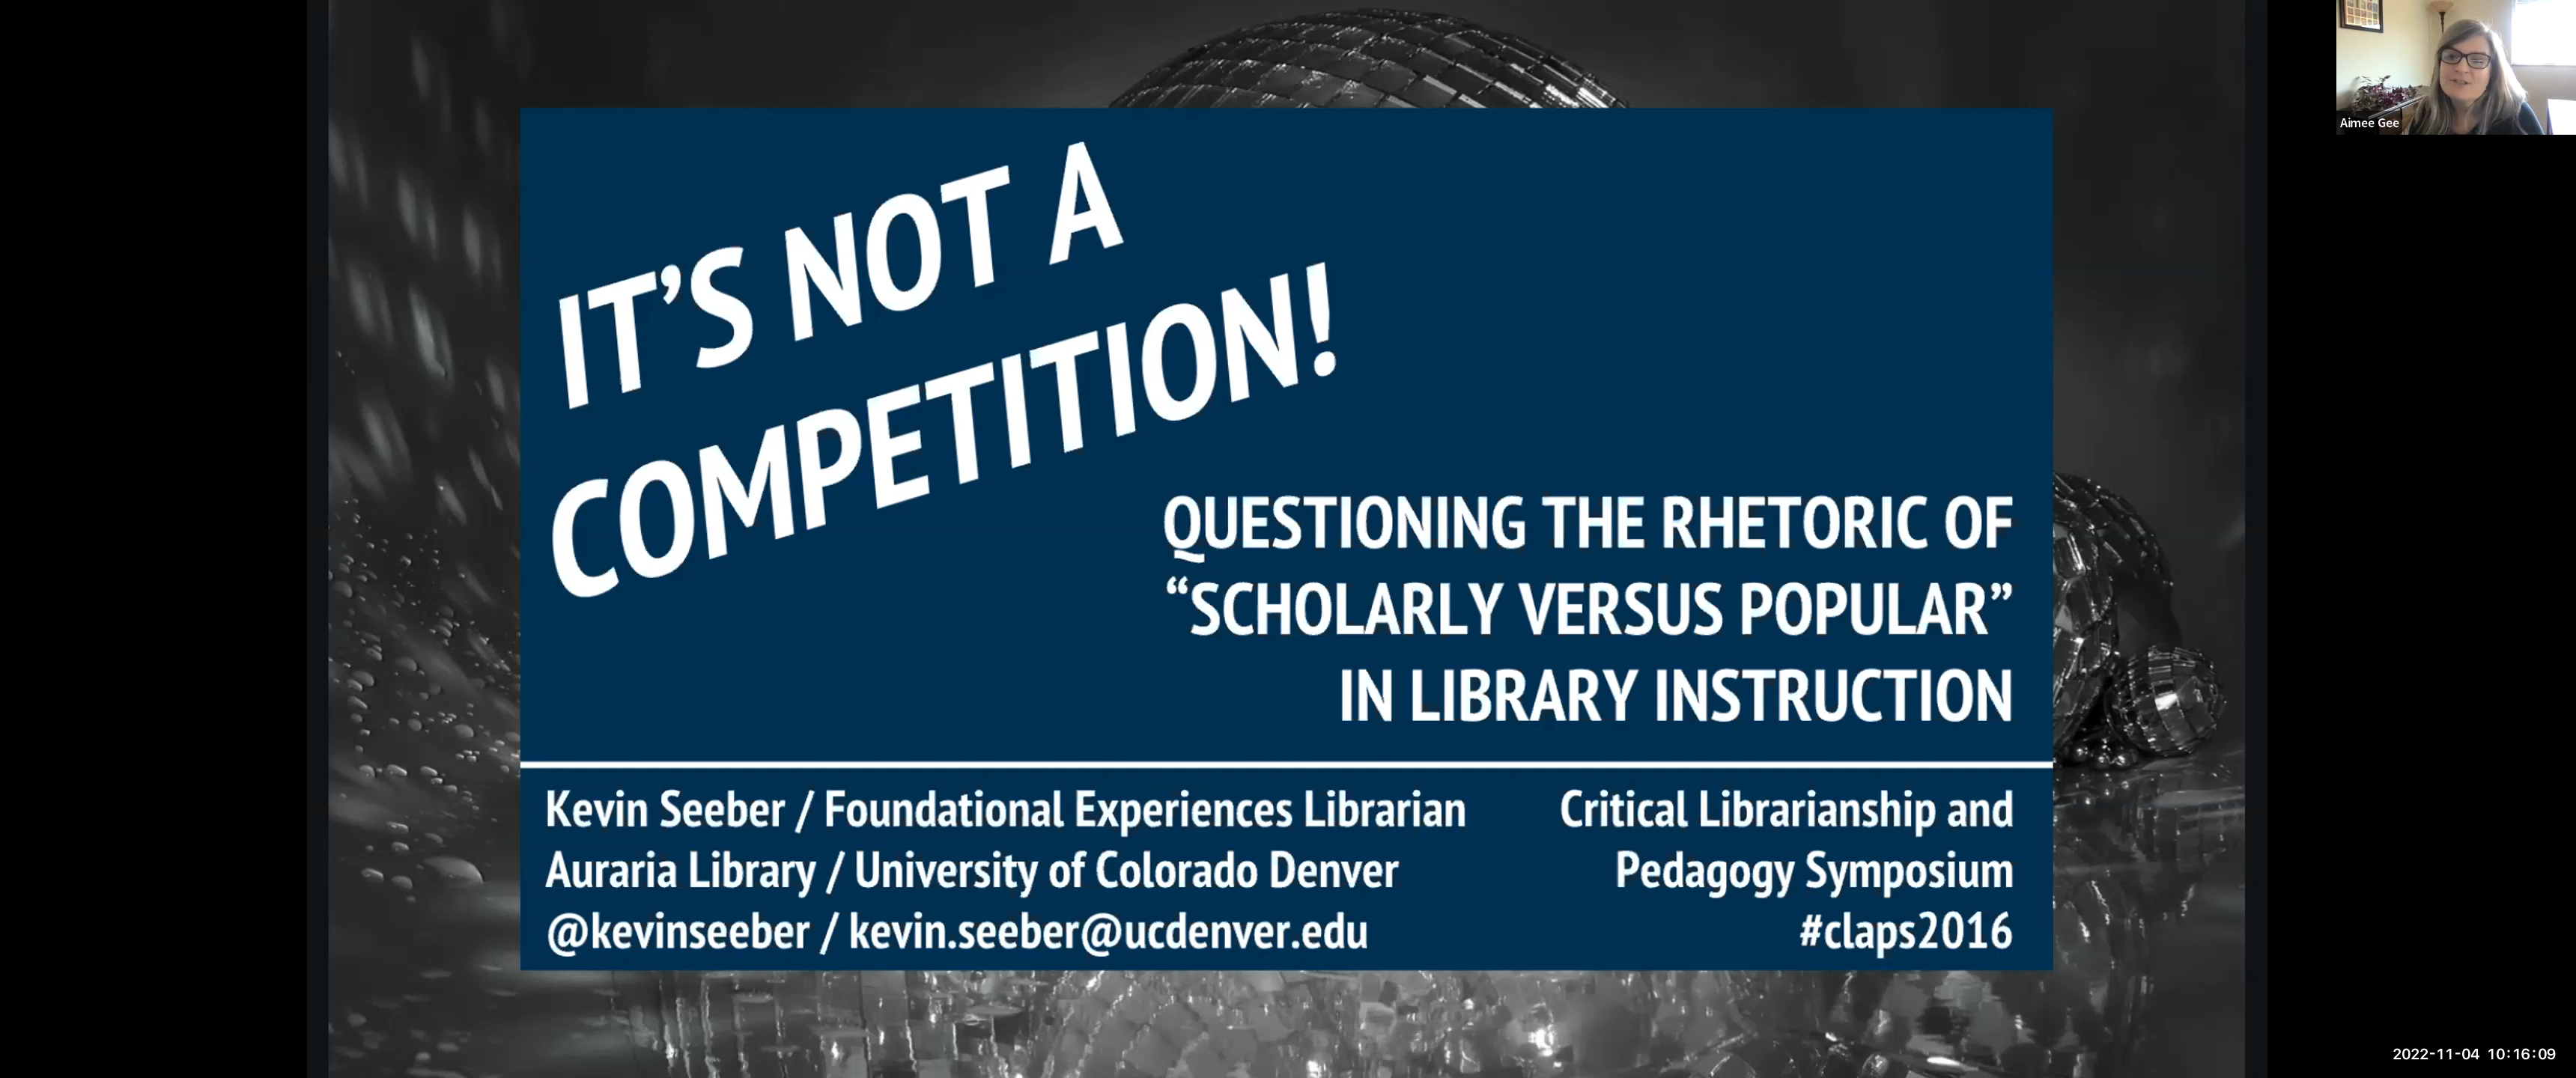 IT'S NOT A
COMPETITION!
QUESTIONING THE RHETORIC OF
“SCHOLARLY VERSUS POPULAR”
IN LIBRARY INSTRUCTION
Kevin Seeber / Foundational Experiences Librarian
Auraria Library / University of Colorado Denver
@kevinseeber / kevin.seeber@ucdenver.edu
Critical Librarianship and
Pedagogy Symposium
#claps2016
Aimee Gee
2022-11-04 10:16:09